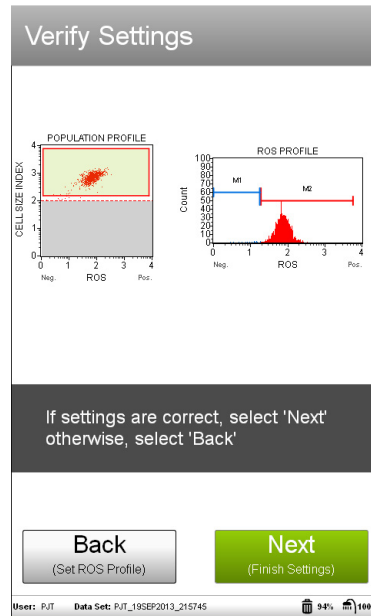 Verify Settings
POPULATION PROFILE
CELL SIZE INDEX
4
3
2
1
0
0 1 2 3 4
Neg. ROS Pos.
ROS PROFILE
Count
100
90
80
70
60
50
40
30
20
10
0
M1 M2
0 1 2 3 4
Neg. ROS Pos.
If settings are correct, select 'Next'
otherwise, select 'Back'
Back
(Set ROS Profile)
Next
(Finish Settings)
User: PJT Data Set: PJT_19SEP2013_215745 94% 100